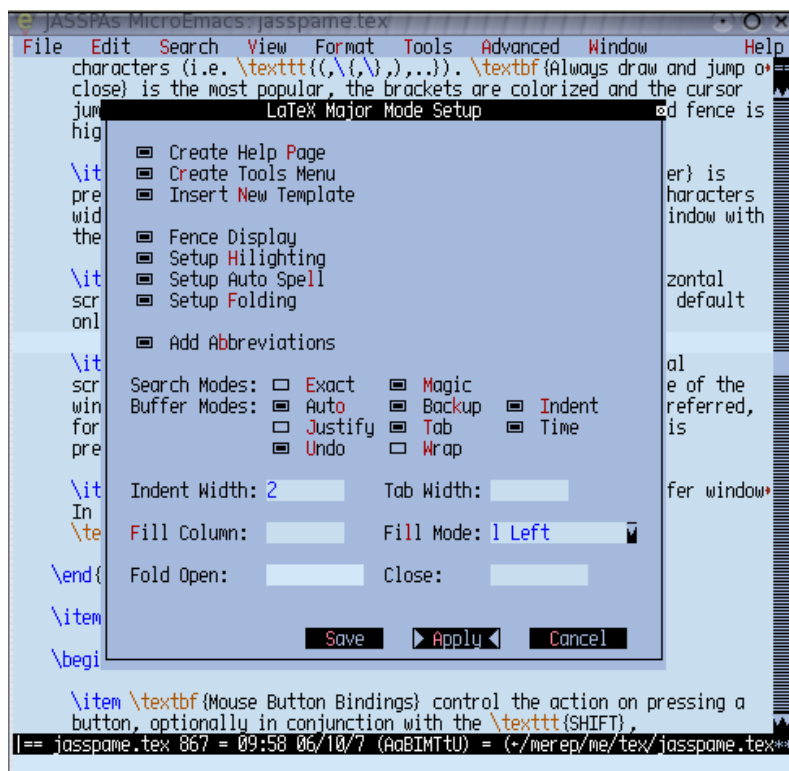 JASSPAs MicroEmacs: jasspame.tex
File Edit Search View Format Tools Advanced Window Help
characters (i.e. \texttt{(,\{,\},),..}). \textbf{Always draw and jump o
close} is the most popular, the brackets are colorized and the cursor
jum LaTeX Major Mode Setup d fence is
hig
Create Help Page
\it Create Tools Menu er} is
pre Insert New Template haracters
wid indow with
the Fence Display
Setup Hilighting
\it Setup Auto Spell zontal
scr Setup Folding default
onl
Add Abbreviations
\it al
scr Search Modes: Exact Magic e of the
win Buffer Modes: Auto Backup Indent referred,
for Justify Tab Time is
pre Undo Wrap
\it Indent Width: 2 Tab Width: fer window
In
\te Fill Column: Fill Mode: l Left
\end{ Fold Open: Close:
\item
Save Apply Cancel
\begi
\item \textbf{Mouse Button Bindings} control the action on pressing a
button, optionally in conjunction with the \texttt{SHIFT},
|== jasspame.tex 867 = 09:58 06/10/7 (AaBIMTtU) = (~/merep/me/tex/jasspame.tex**